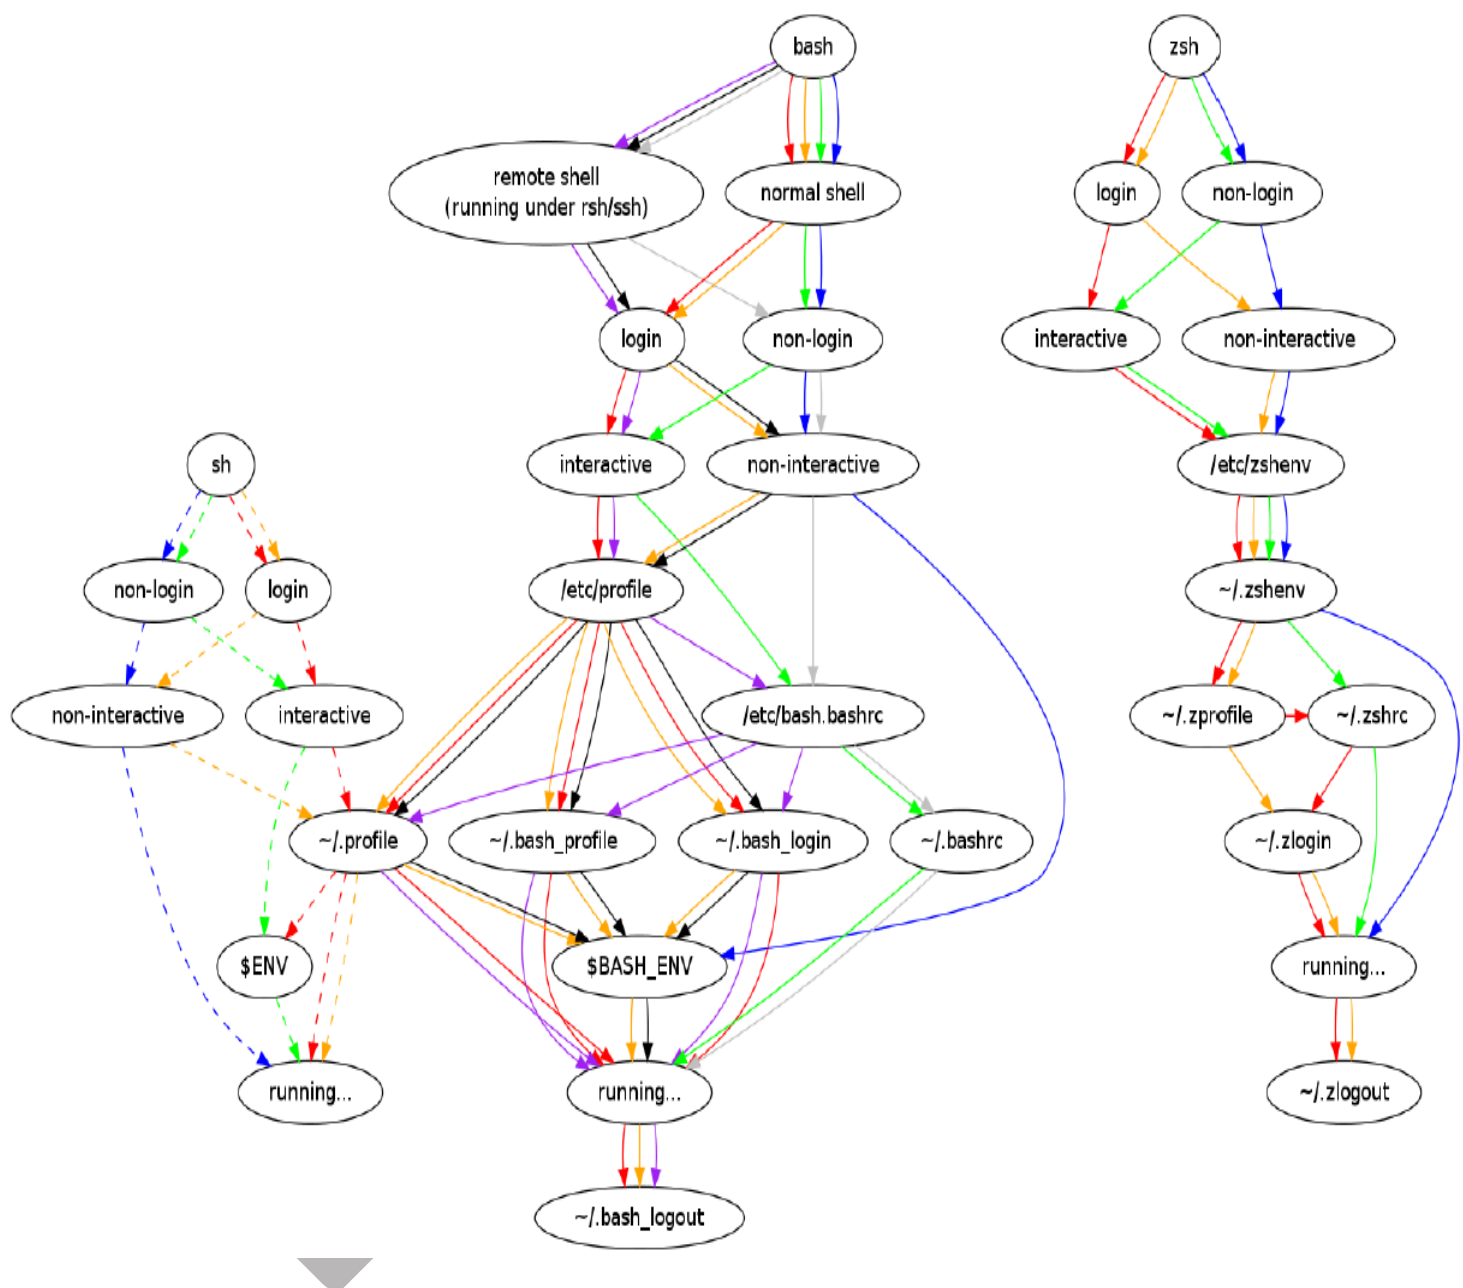 bash
zsh
remote shell
(running under rsh/ssh)
normal shell
login
non-login
login
non-login
interactive
non-interactive
sh
interactive
non-interactive
/etc/zshenv
non-login
login
/etc/profile
~/.zshenv
non-interactive
interactive
/etc/bash.bashrc
~/.zprofile
~/.zshrc
~/.profile
~/.bash_profile
~/.bash_login
~/.bashrc
~/.zlogin
$ENV
$BASH_ENV
running...
running...
running...
~/.zlogout
~/.bash_logout